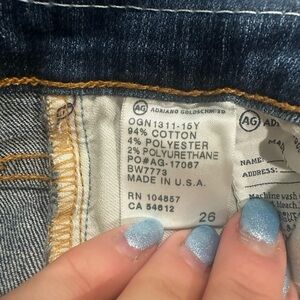 AG ADRIANO GOLDSCHMIED
OGN1311-15Y
94% COTTON
4% POLYESTER
2% POLYURETHANE
PO#AG-17067
BW7773
MADE IN U.S.A.
RN 104857
CA 54612
26
AG
NAME:
ADDRESS:
Machine wash